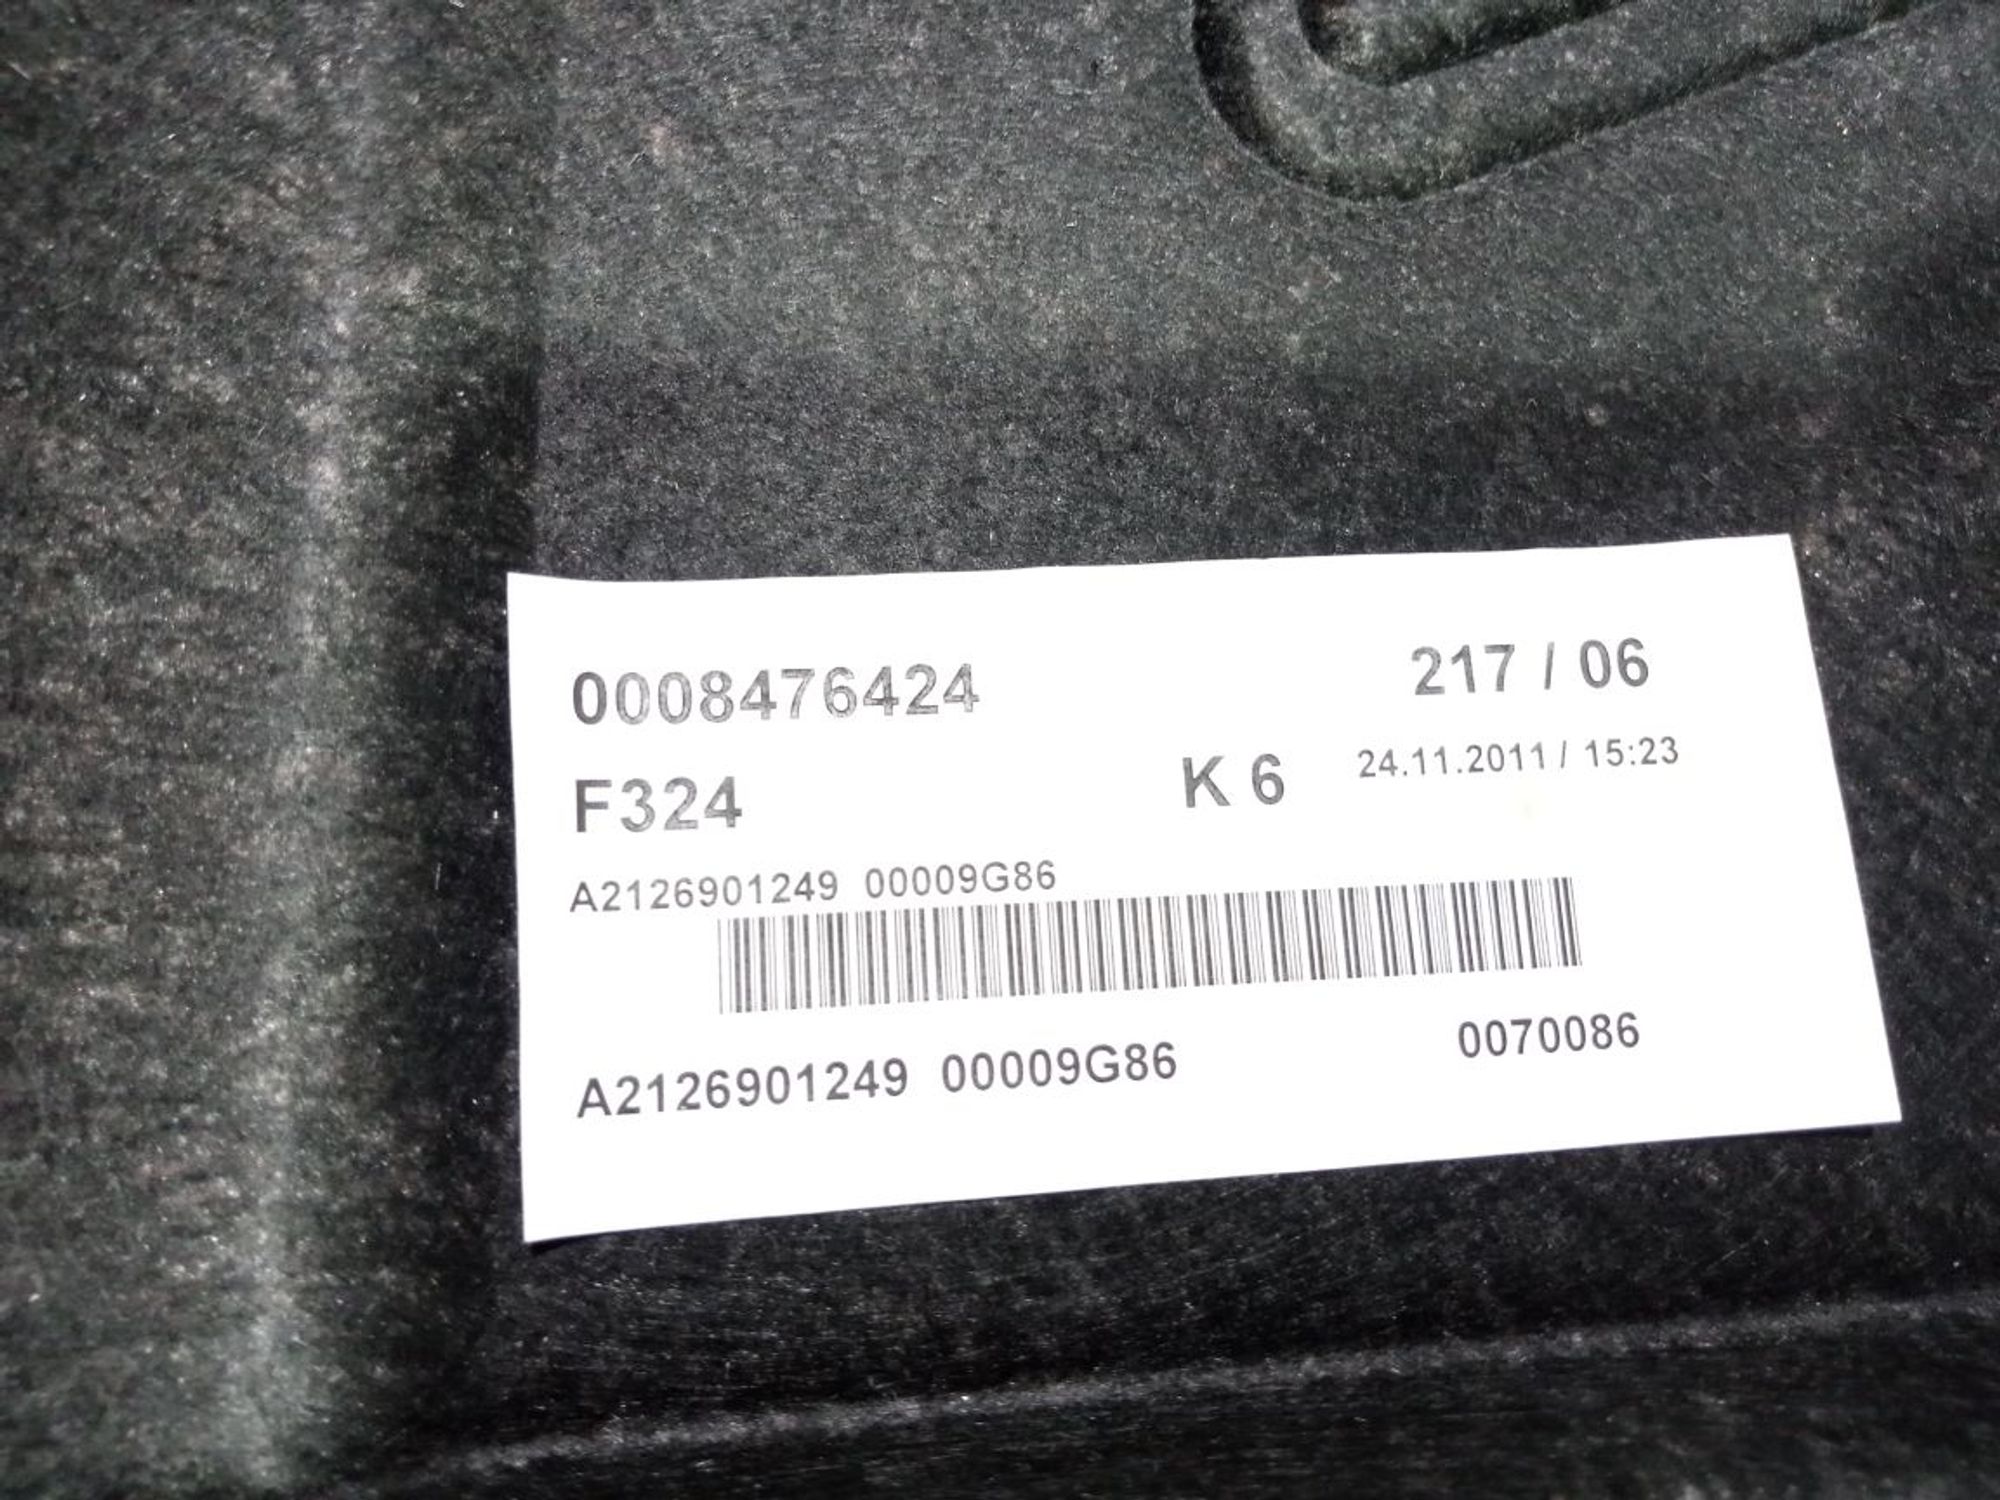 0008476424 217 / 06
F324 K 6 24.11.2011 / 15:23
A2126901249 00009G86
A2126901249 00009G86 0070086